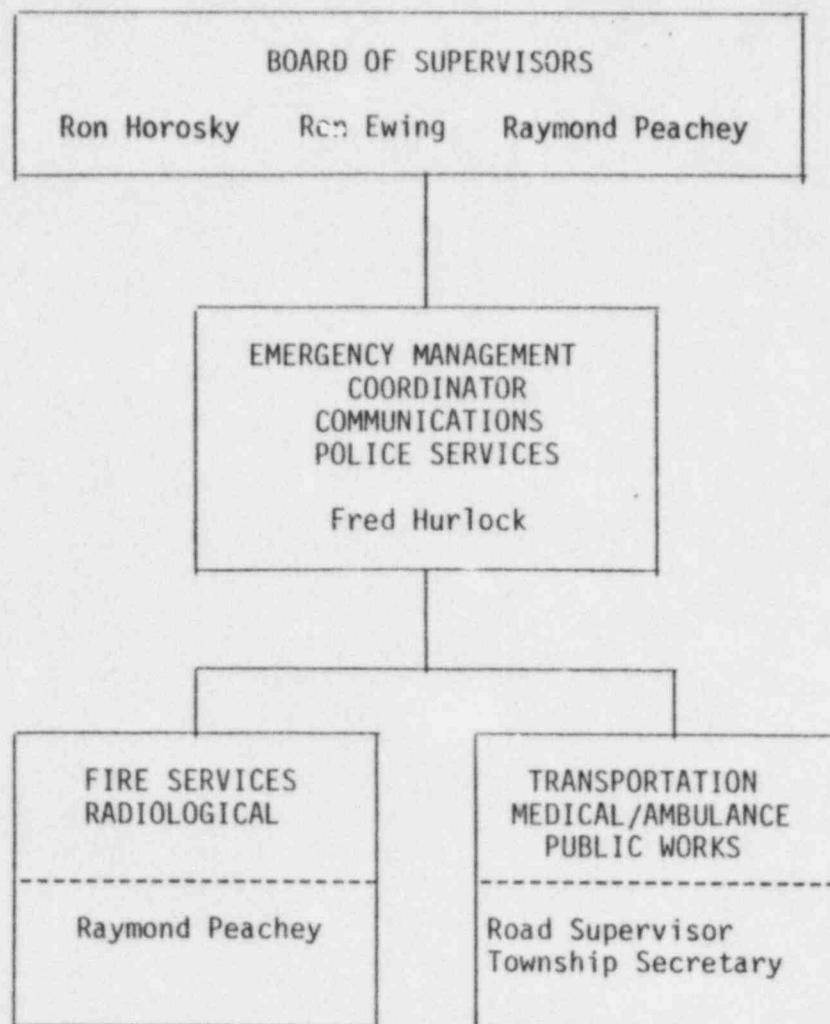 BOARD OF SUPERVISORS
Ron Horosky Ron Ewing Raymond Peachey
EMERGENCY MANAGEMENT
COORDINATOR
COMMUNICATIONS
POLICE SERVICES
Fred Hurlock
FIRE SERVICES
RADIOLOGICAL
Raymond Peachey
TRANSPORTATION
MEDICAL/AMBULANCE
PUBLIC WORKS
Road Supervisor
Township Secretary